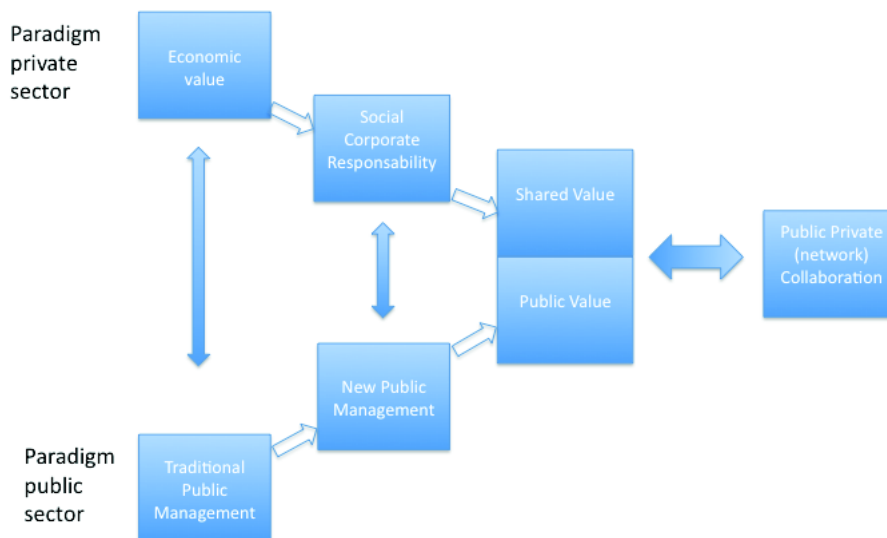 Paradigm
private
sector
Economic
value
Social
Corporate
Responsability
Shared Value
Public Private
(network)
Collaboration
Public Value
New Public
Management
Paradigm
public
sector
Traditional
Public
Management